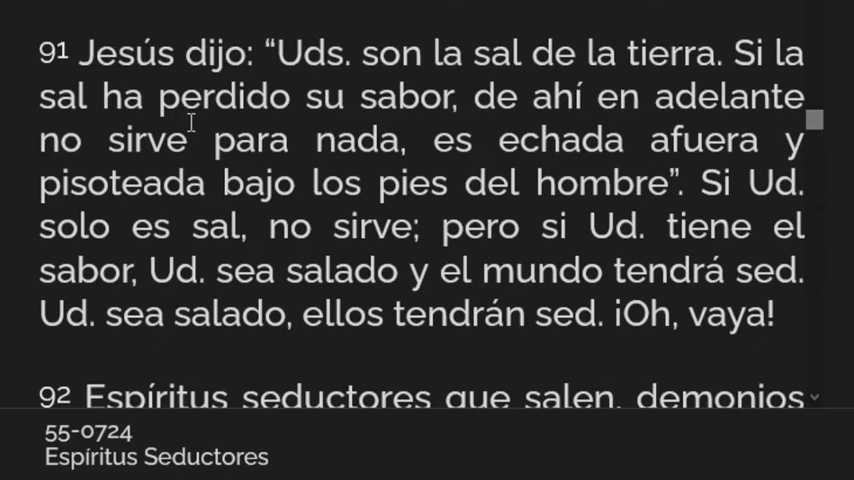 91 Jesús dijo: “Uds. son la sal de la tierra. Si la
sal ha perdido su sabor, de ahí en adelante
no sirve para nada, es echada afuera y
pisoteada bajo los pies del hombre”. Si Ud.
solo es sal, no sirve; pero si Ud. tiene el
sabor, Ud. sea salado y el mundo tendrá sed.
Ud. sea salado, ellos tendrán sed. ¡Oh, vaya!
92 Espíritus seductores que salen, demonios
55-0724
Espíritus Seductores